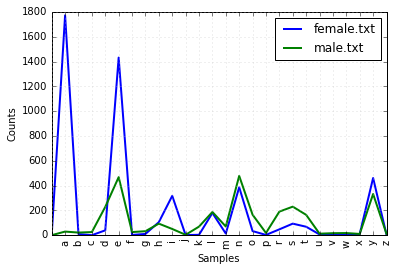 1800
1600
1400
1200
1000
800
600
400
200
0
Counts
female.txt
male.txt
a b c d e f g h i j k l m n o p r s t u v w x y z
Samples